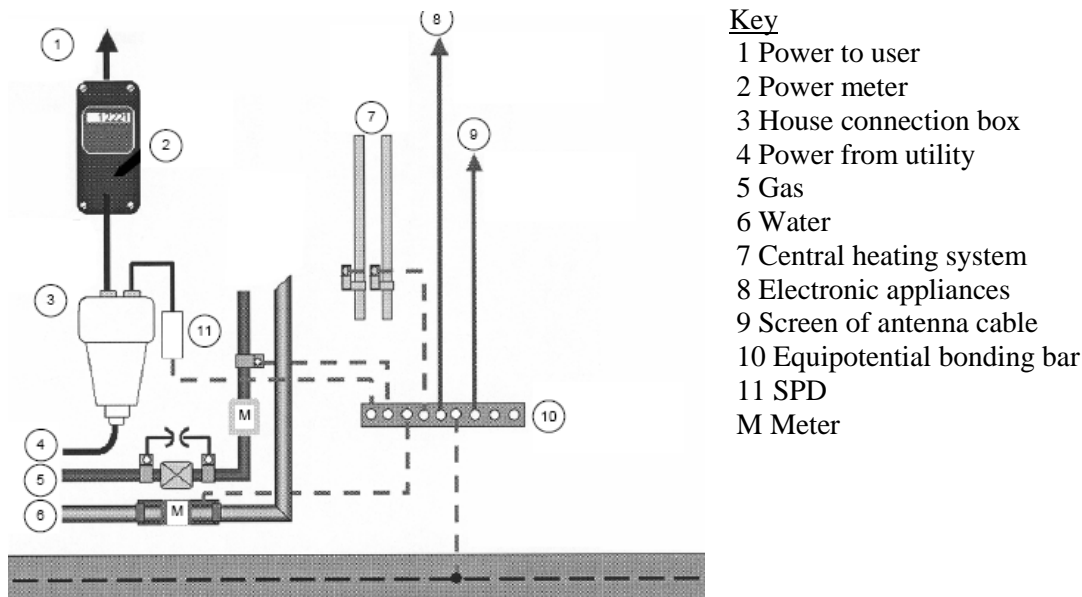 8
1
12221
7
2
9
3
11
M
10
4
5
M
6
Key
1 Power to user
2 Power meter
3 House connection box
4 Power from utility
5 Gas
6 Water
7 Central heating system
8 Electronic appliances
9 Screen of antenna cable
10 Equipotential bonding bar
11 SPD
M Meter